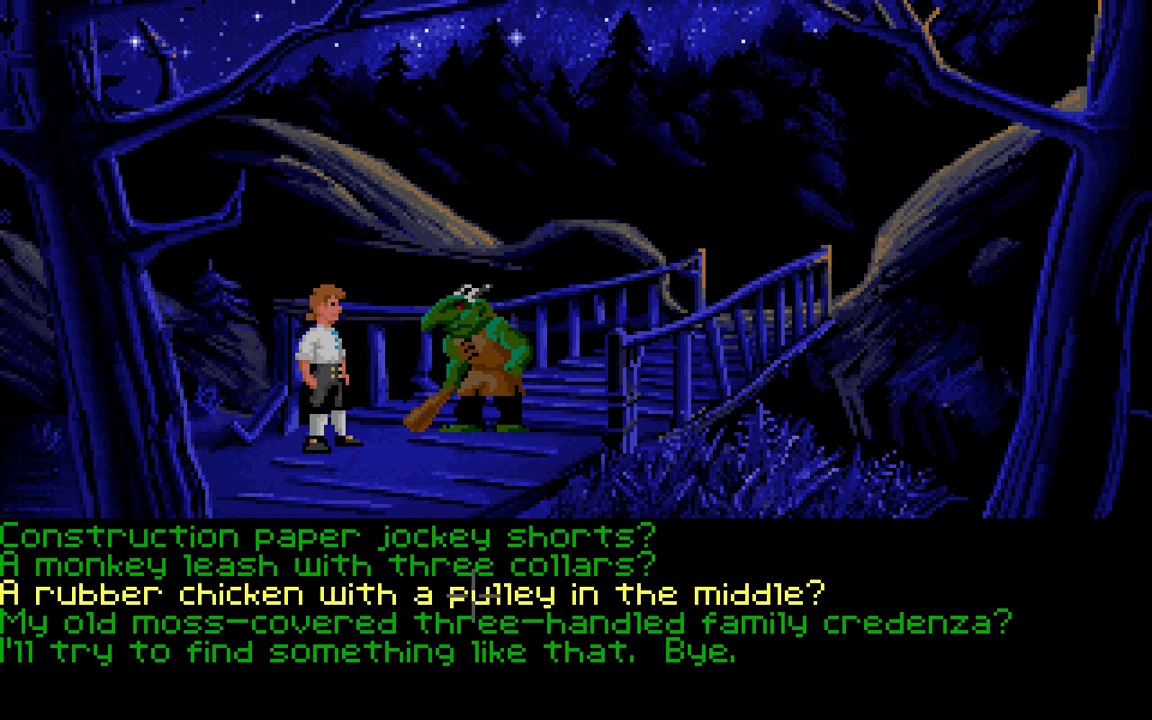 Construction paper jockey shorts?
A monkey leash with three collars?
A rubber chicken with a pulley in the middle?
My old moss-covered three-handled family credenza?
I'll try to find something like that.  Bye.